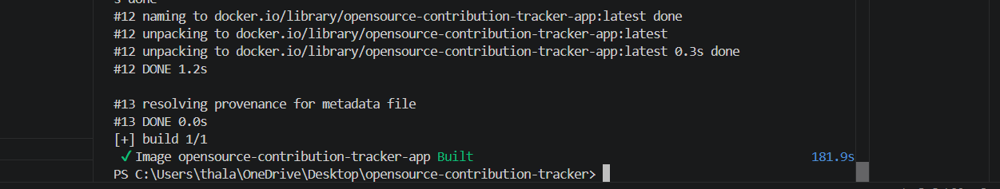 s done
#12 naming to docker.io/library/opensource-contribution-tracker-app:latest done
#12 unpacking to docker.io/library/opensource-contribution-tracker-app:latest
#12 unpacking to docker.io/library/opensource-contribution-tracker-app:latest 0.3s done
#12 DONE 1.2s
#13 resolving provenance for metadata file
#13 DONE 0.0s
[+] build 1/1
✓ Image opensource-contribution-tracker-app Built 181.9s
PS C:\Users\thala\OneDrive\Desktop\opensource-contribution-tracker>